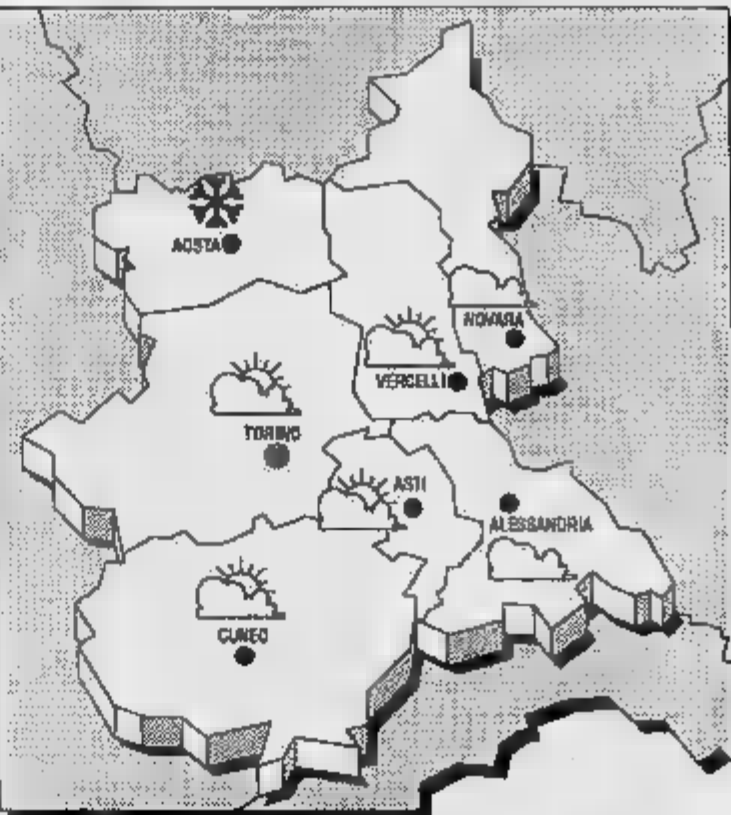 AOSTA
NOVARA
VERCELLI
TORINO
ASTI
ALESSANDRIA
CUNEO